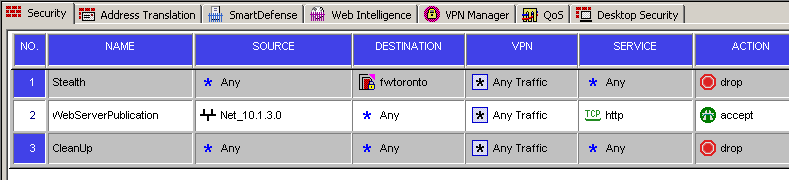 Security Address Translation SmartDefense Web Intelligence VPN Manager QoS Desktop Security
NO. NAME SOURCE DESTINATION VPN SERVICE ACTION
1 Stealth * Any fwtoronto * Any Traffic * Any drop
2 WebServerPublication Net_10.1.3.0 * Any * Any Traffic TCP http accept
3 CleanUp * Any * Any * Any Traffic * Any drop